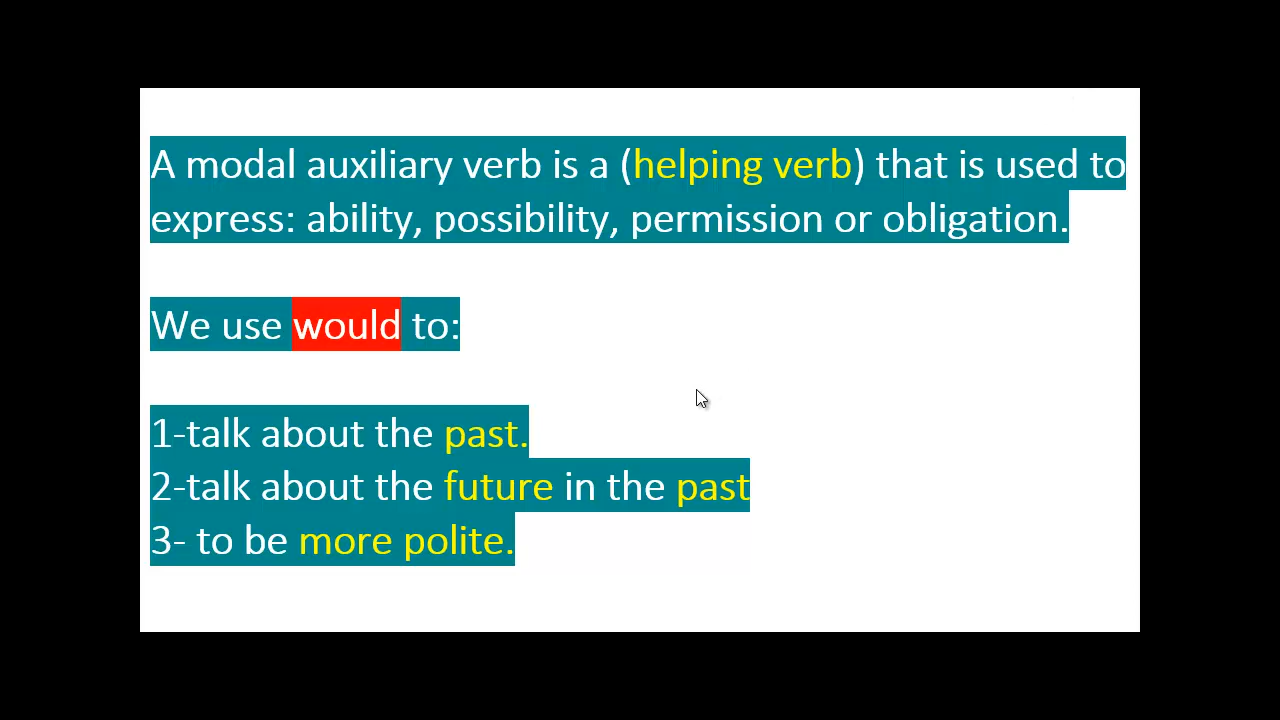 A modal auxiliary verb is a (helping verb) that is used to
express: ability, possibility, permission or obligation.
We use would to:
1-talk about the past.
2-talk about the future in the past
3- to be more polite.